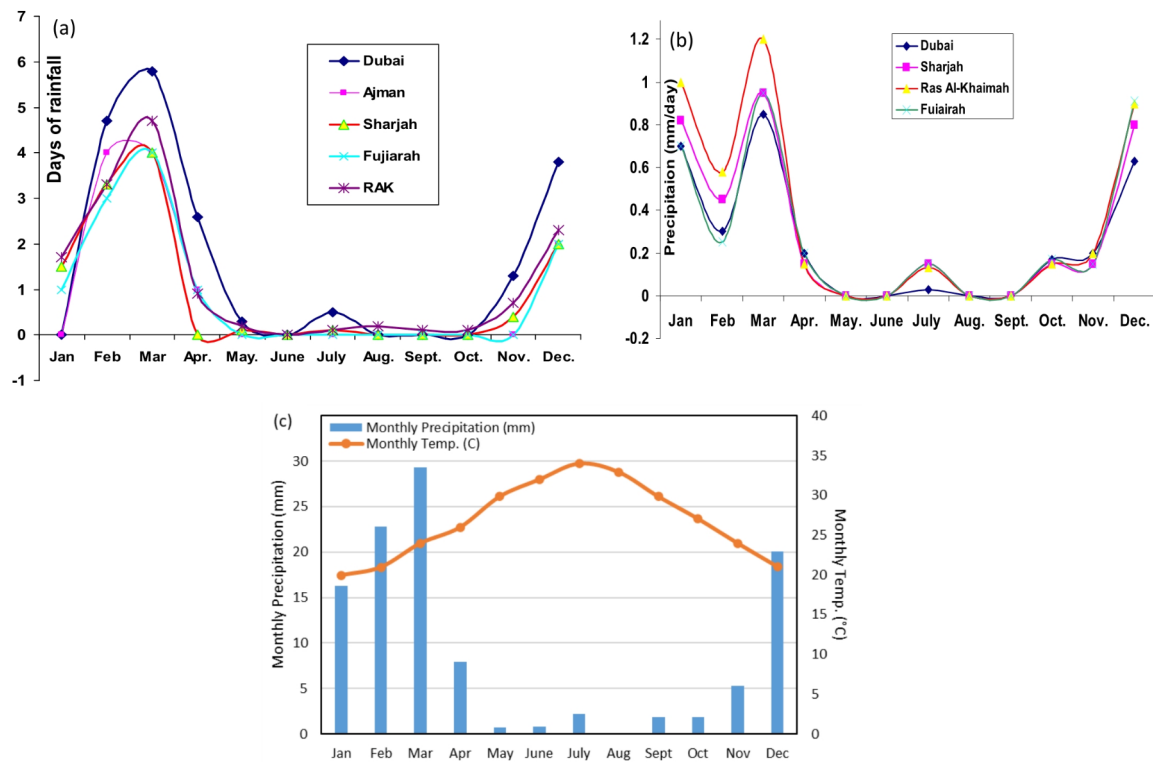 (a)
Days of rainfall
7
6
5
4
3
2
1
0
-1
Dubai
Ajman
Sharjah
Fujiarah
RAK
Jan Feb Mar Apr. May. June July Aug. Sept. Oct. Nov. Dec.
(b)
Precipitaion (mm/day)
1.2
1
0.8
0.6
0.4
0.2
0
-0.2
Dubai
Sharjah
Ras Al-Khaimah
Fuiairah
Jan Feb Mar Apr. May. June July Aug. Sept. Oct. Nov. Dec.
(c)
Monthly Precipitation (mm)
Monthly Temp. (C)
Monthly Precipitation (mm)
30
25
20
15
10
5
0
40
35
30
25
20
15
10
5
0
Monthly Temp. (°C)
Jan Feb Mar Apr May June July Aug Sept Oct Nov Dec